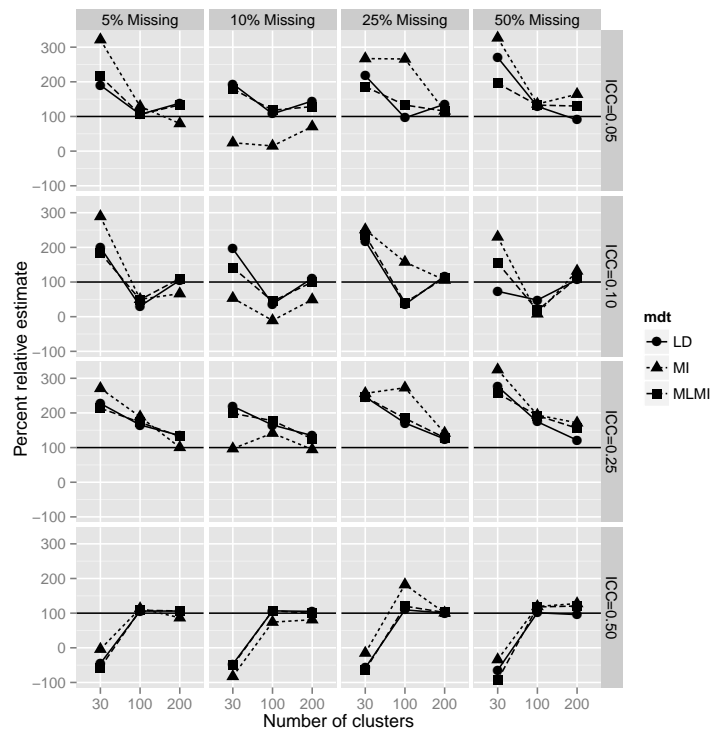 5% Missing 10% Missing 25% Missing 50% Missing
300
200
100
0
−100
ICC=0.05
300
200
100
0
−100
ICC=0.10
300
200
100
0
−100
ICC=0.25
300
200
100
0
−100
ICC=0.50
30 100 200 30 100 200 30 100 200 30 100 200
Number of clusters
Percent relative estimate
mdt
LD
MI
MLMI